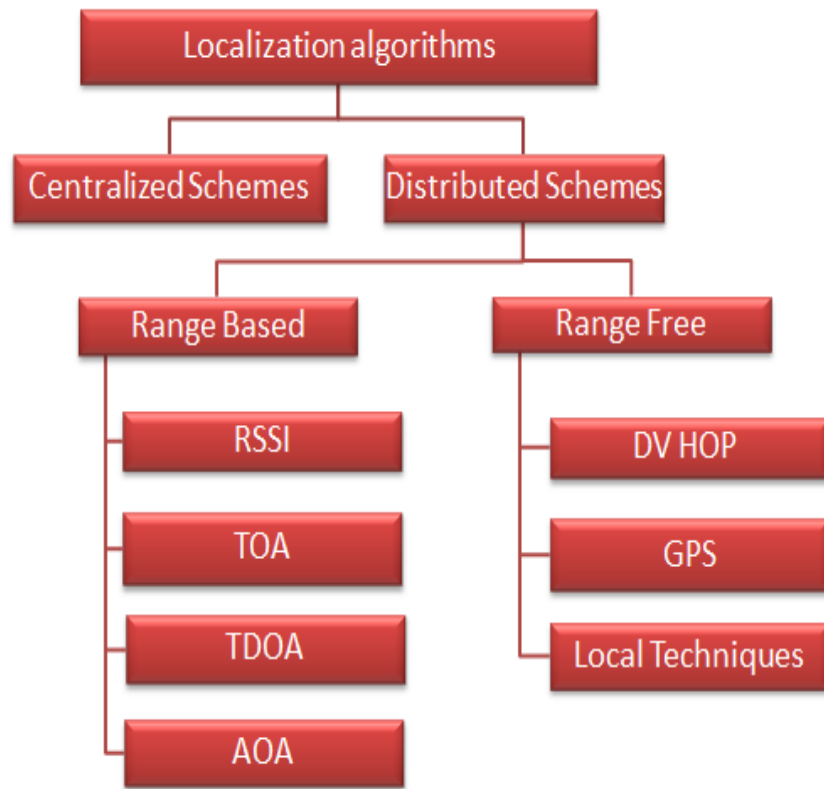 Localization algorithms
Centralized Schemes
Distributed Schemes
Range Based
Range Free
RSSI
TOA
TDOA
AOA
DV HOP
GPS
Local Techniques